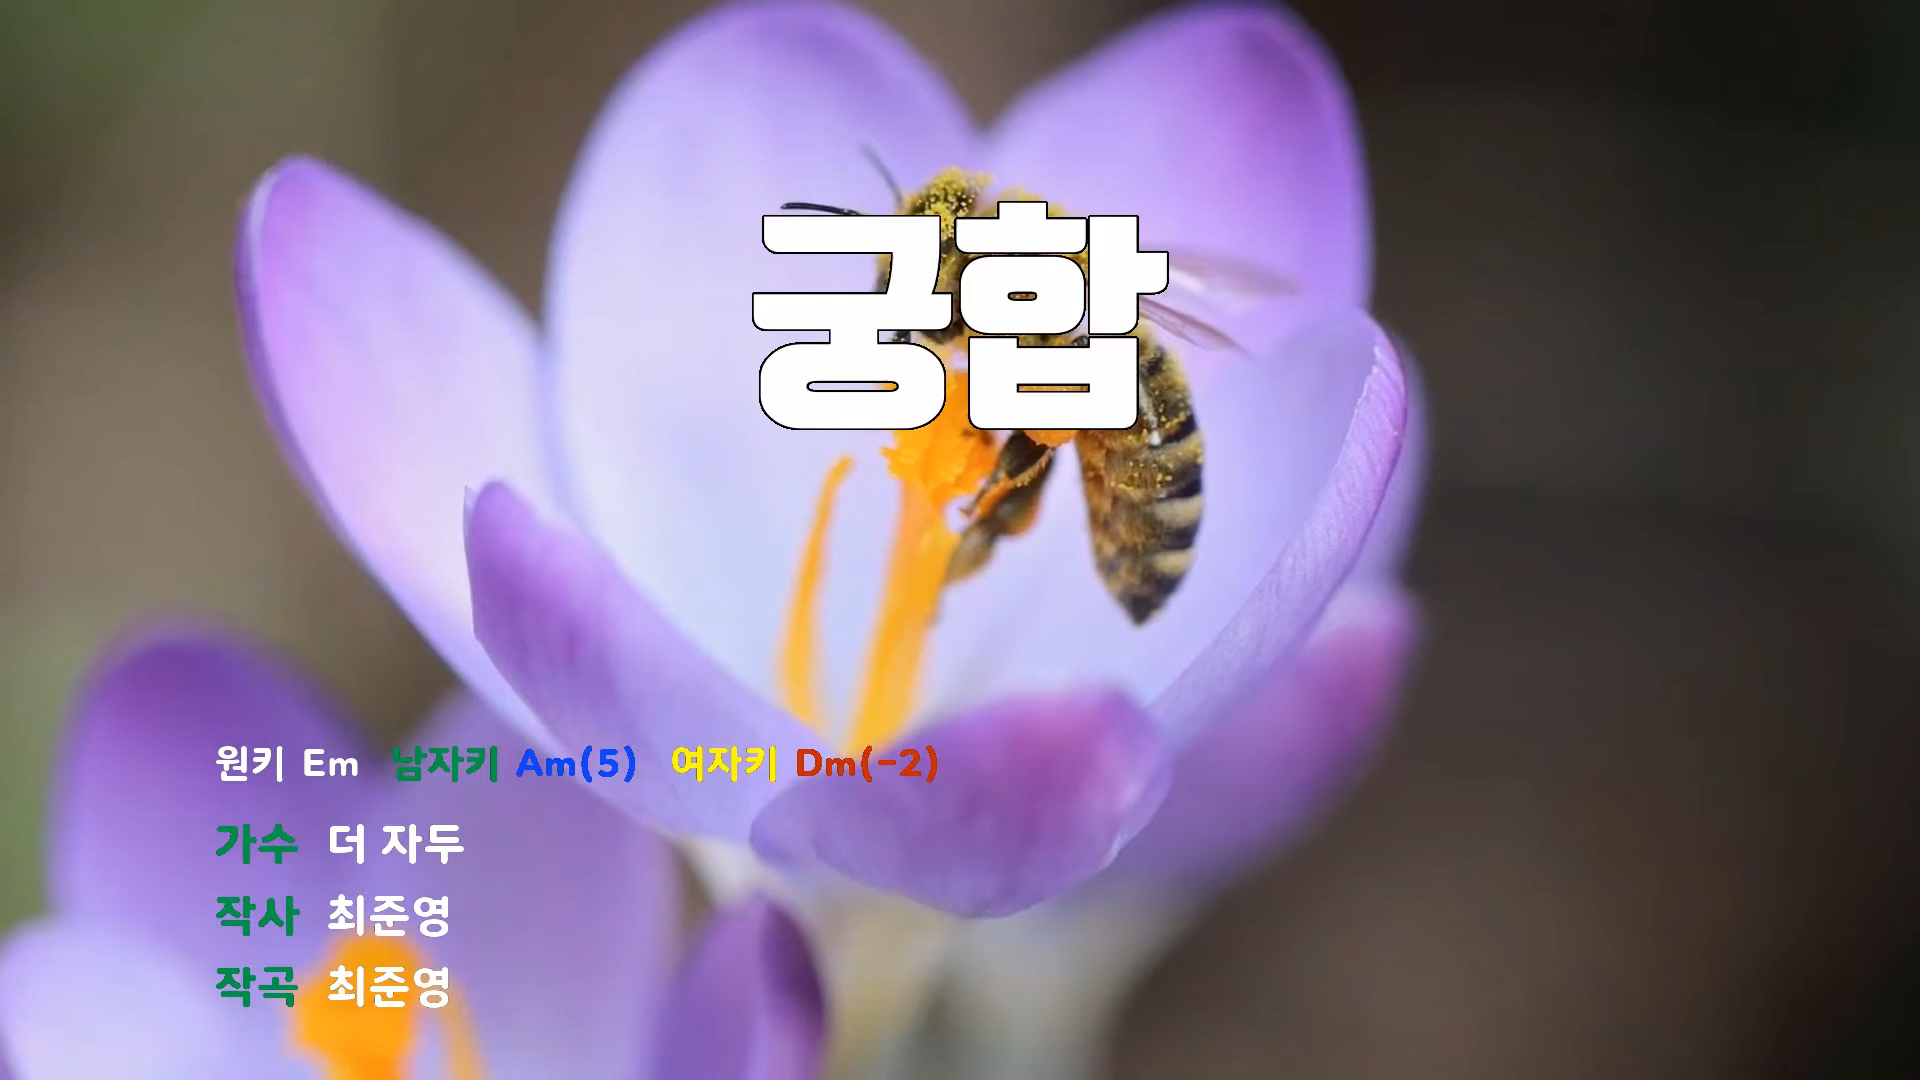 궁합
원키 Em 남자키 Am(5) 여자키 Dm(-2)
가수 더 자두
작사 최준영
작곡 최준영